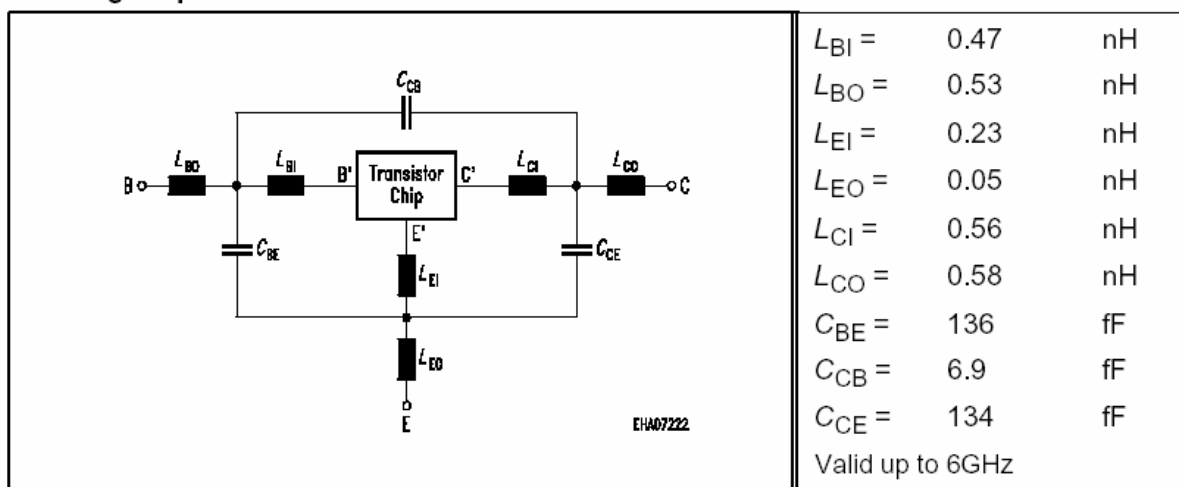 C_CB
L_BO
L_BI
L_CI
L_CO
B
B'
Transistor
Chip
C'
C
E'
C_BE
C_CE
L_EI
L_EO
E
EHA07222
L_BI = 0.47 nH
L_BO = 0.53 nH
L_EI = 0.23 nH
L_EO = 0.05 nH
L_CI = 0.56 nH
L_CO = 0.58 nH
C_BE = 136 fF
C_CB = 6.9 fF
C_CE = 134 fF
Valid up to 6GHz